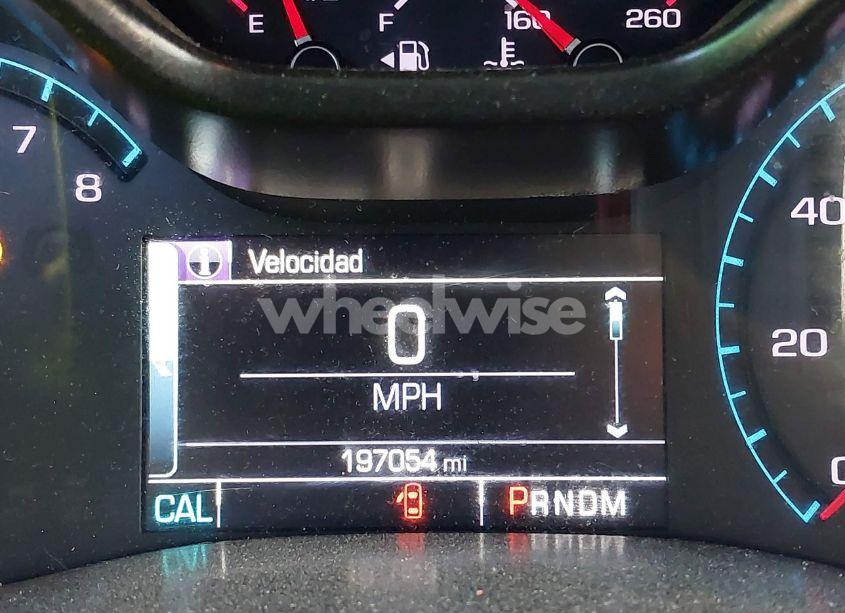 E F 160 260
7
8
40
20
0
Velocidad
wheelwise
0
MPH
197054 mi
CAL PRNDM